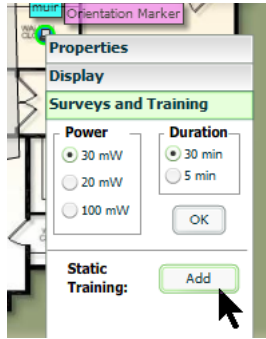 muir
Orientation Marker
Properties
Display
Surveys and Training
Power
Duration
30 mW
30 min
20 mW
5 min
100 mW
OK
Static
Training:
Add